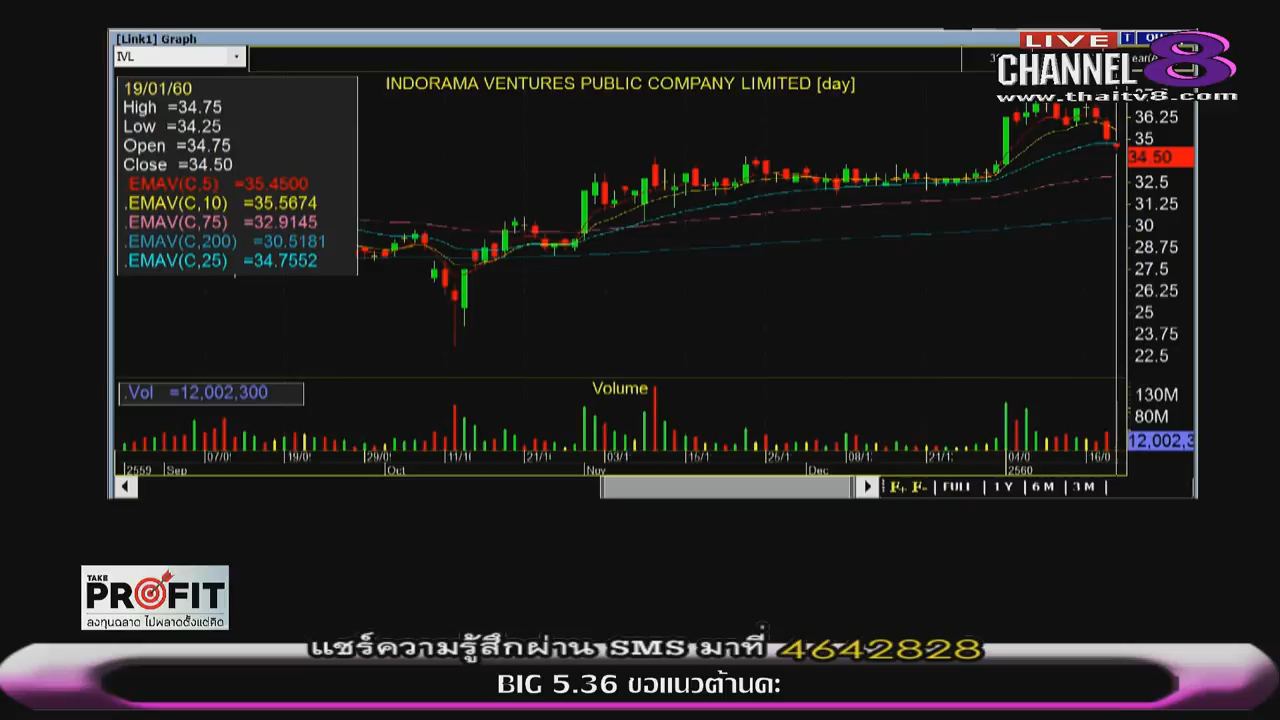 [Link1] Graph
LIVE
IVL
CHANNEL 8
www.thaitv8.com
INDORAMA VENTURES PUBLIC COMPANY LIMITED [day]
19/01/60
High =34.75
Low =34.25
Open =34.75
Close =34.50
.EMAV(C,5) =35.4500
.EMAV(C,10) =35.5674
.EMAV(C,75) =32.9145
.EMAV(C,200) =30.5181
.EMAV(C,25) =34.7552
36.25
35
34.50
32.5
31.25
30
28.75
27.5
26.25
25
23.75
22.5
.Vol =12,002,300
Volume
130M
80M
12,002,3
07/0 19/0 29/0 11/1 21/1 03/1 15/1 25/1 08/1 21/1 04/0 16/0
2559 Sep Oct Nov Dec 2560
F+ F- FULL 1 Y 6 M 3 M
TAKE
PROFIT
ลงทุนฉลาด ไม่พลาดตั้งแต่คิด
แชร์ความรู้สึกผ่าน SMS มาที่ 4642828
BIG 5.36 ขอแนวต้านคะ